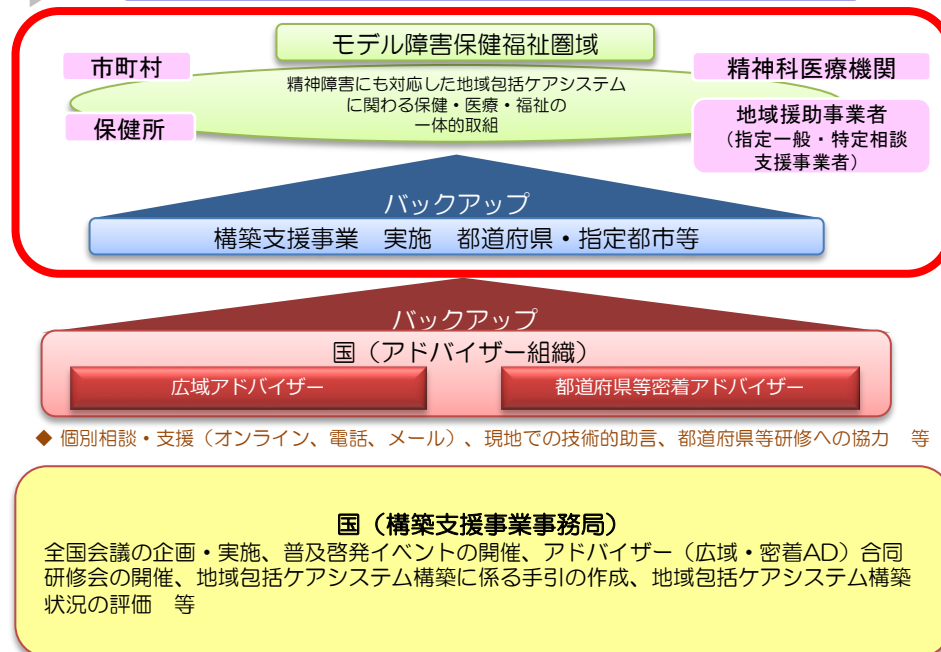 モデル障害保健福祉圏域
市町村
精神科医療機関
精神障害にも対応した地域包括ケアシステム
に関わる保健・医療・福祉の
一体的取組
保健所
地域援助事業者
（指定一般・特定相談
支援事業者）
バックアップ
構築支援事業　実施　都道府県・指定都市等
バックアップ
国（アドバイザー組織）
広域アドバイザー
都道府県等密着アドバイザー
◆ 個別相談・支援（オンライン、電話、メール）、現地での技術的助言、都道府県等研修への協力　等
国（構築支援事業事務局）
全国会議の企画・実施、普及啓発イベントの開催、アドバイザー（広域・密着AD）合同
研修会の開催、地域包括ケアシステム構築に係る手引の作成、地域包括ケアシステム構築
状況の評価　等